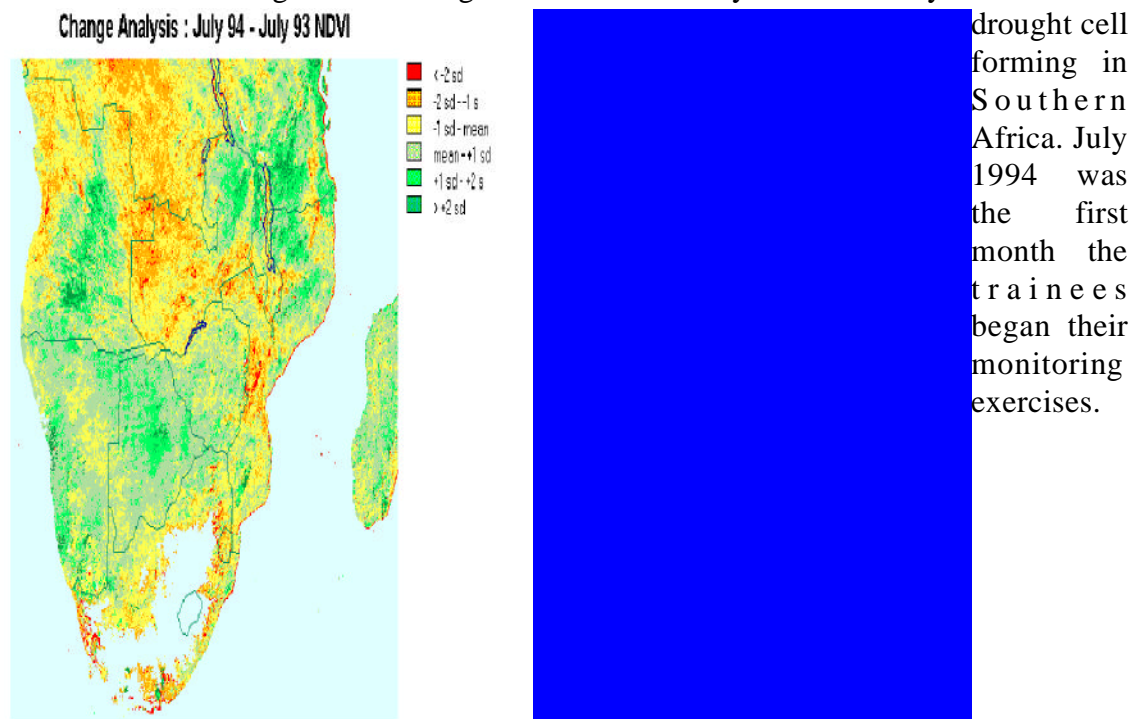 Change Analysis : July 94 - July 93 NDVI
< -2 sd
-2 sd--1 s
-1 sd - mean
mean-+1 sd
+1 sd-+2 s
> +2 sd
drought cell
forming in
Southern
Africa. July
1994 was
the first
month the
trainees
began their
monitoring
exercises.